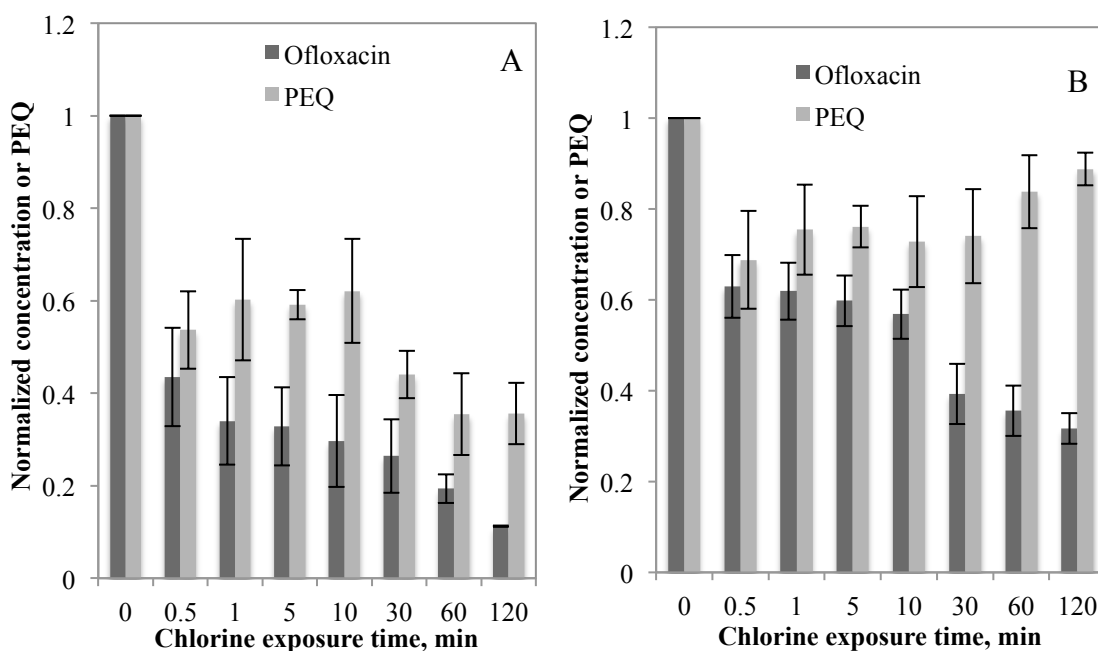 A
Ofloxacin
PEQ
Normalized concentration or PEQ
1.2
1
0.8
0.6
0.4
0.2
0
0 0.5 1 5 10 30 60 120
Chlorine exposure time, min
B
Ofloxacin
PEQ
Normalized concentration or PEQ
1.2
1
0.8
0.6
0.4
0.2
0
0 0.5 1 5 10 30 60 120
Chlorine exposure time, min